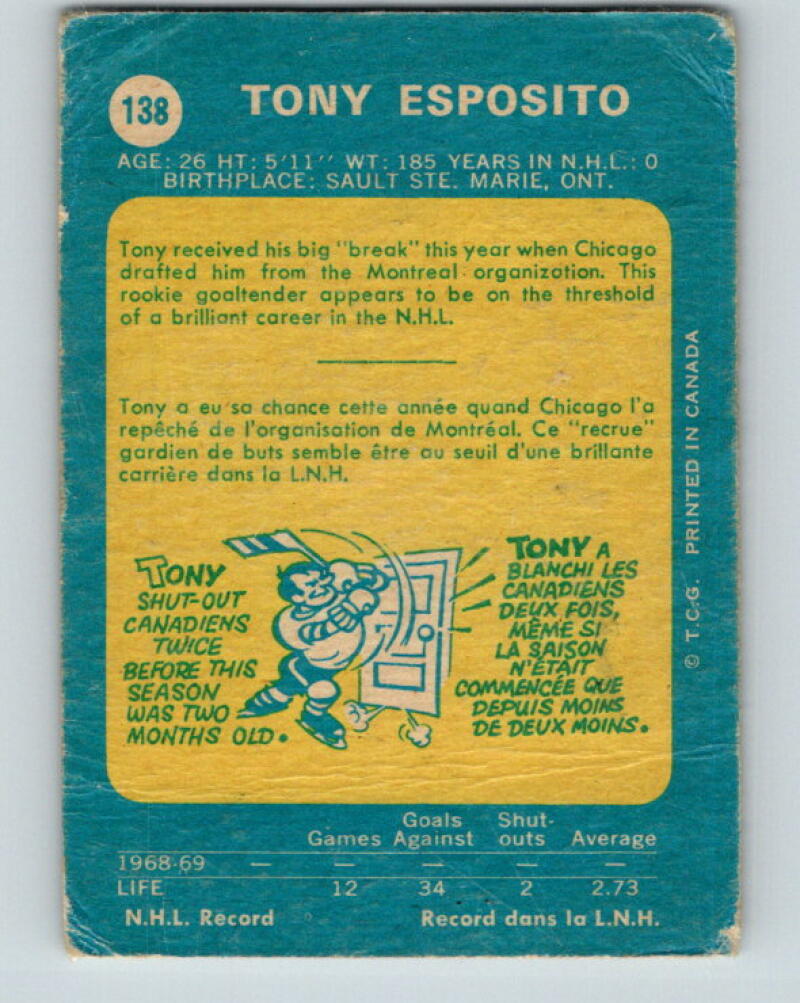 138
TONY ESPOSITO
AGE: 26 HT: 5'11'' WT: 185 YEARS IN N.H.L.: 0
BIRTHPLACE: SAULT STE. MARIE, ONT.
Tony received his big "break" this year when Chicago
drafted him from the Montreal organization. This
rookie goaltender appears to be on the threshold
of a brilliant career in the N.H.L.
Tony a eu sa chance cette année quand Chicago l'a
repêché de l'organisation de Montréal. Ce "recrue"
gardien de buts semble être au seuil d'une brillante
carrière dans la L.N.H.
TONY
SHUT-OUT
CANADIENS
TWICE
BEFORE THIS
SEASON
WAS TWO
MONTHS OLD.
TONY A
BLANCHI LES
CANADIENS
DEUX FOIS,
MÊME SI
LA SAISON
N'ÉTAIT
COMMENCÉE QUE
DEPUIS MOINS
DE DEUX MOINS.
© T.C.G. PRINTED IN CANADA
Goals Shut-
Games Against outs Average
1968-69 — — — — —
LIFE 12 34 2 2.73
N.H.L. Record Record dans la L.N.H.